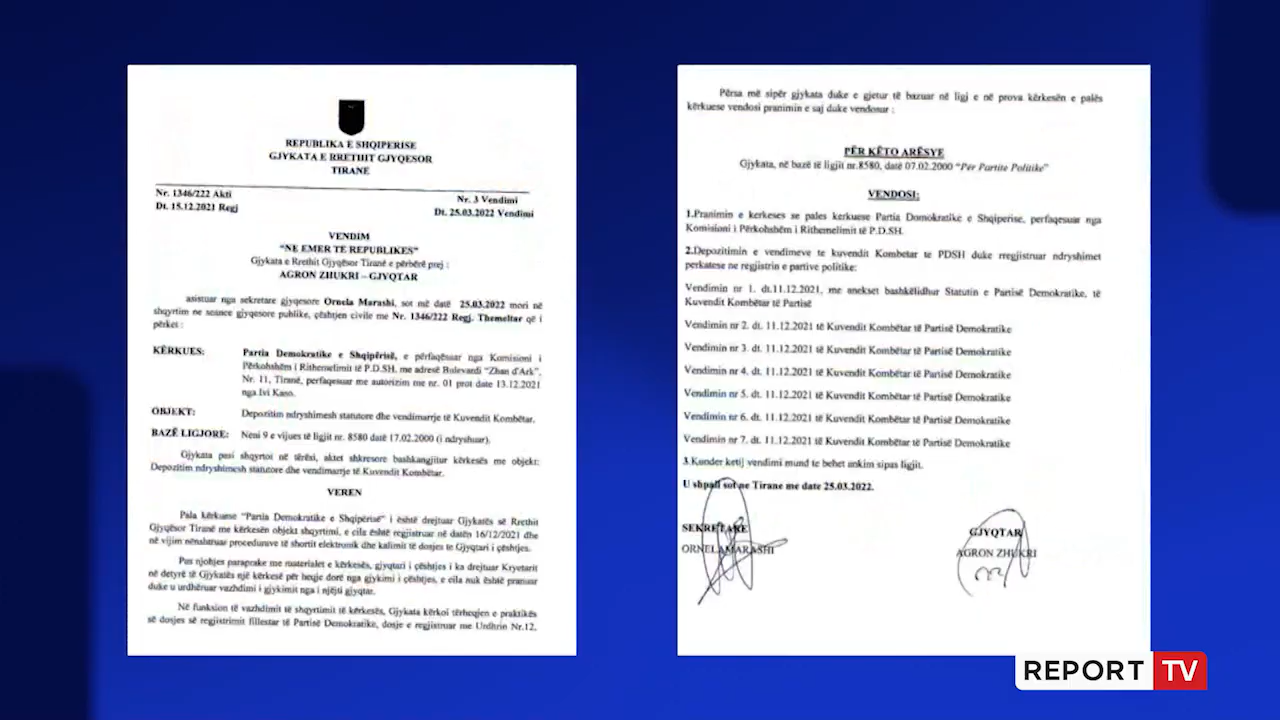 REPUBLIKA E SHQIPERISE
GJYKATA E RRETHIT GJYQESOR
TIRANE
Nr. 1346/222 Akti
Dt. 15.12.2021 Regj
Nr. 3 Vendimi
Dt. 25.03.2022 Vendimi
VENDIM
"NE EMER TE REPUBLIKES"
Gjykata e Rrethit Gjyqësor Tiranë e përbërë prej :
AGRON ZHUKRI – GJYQTAR
asistuar nga sekretare gjyqësore Ornela Marashi, sot më datë 25.03.2022 mori në
shqyrtim ne seance gjyqësore publike, çështjen civile me Nr. 1346/222 Regj. Themeltar që i
përket :
KËRKUES:
Partia Demokratike e Shqipërisë, e përfaqësuar nga Komisioni i
Përkohshëm i Rithemelimit të P.D.SH, me adresë Bulevardi "Zhan d'Ark",
Nr. 11, Tiranë, perfaqesuar me autorizim me nr. 01 prot date 13.12.2021
nga Ivi Kaso.
OBJEKT:
Depozitim ndryshimesh statutore dhe vendimarrje të Kuvendit Kombëtar.
BAZË LIGJORE:
Neni 9 e vijues të ligjit nr. 8580 datë 17.02.2000 (i ndryshuar).
Gjykata pasi shqyrtoi në tërësi, aktet shkresore bashkangjitur kërkesës me objekt:
Depozitim ndryshimesh statutore dhe vendimarrje të Kuvendit Kombëtar.
VEREN
Pala kërkuese "Partia Demokratike e Shqipërisë" i është drejtuar Gjykatës së Rrethit
Gjyqësor Tiranë me kërkesën objekt shqyrtimi, e cila është regjistruar në datën 16/12/2021 dhe
në vijim nënshtruar procedurave të shortit elektronik dhe kalimit të dosjes te Gjyqtari i çështjes.
Pas njohjes paraprake me materialet e kërkesës, gjyqtari i çështjes i ka drejtuar Kryetarit
në detyrë të Gjykatës një kërkesë për heqje dorë nga gjykimi i çështjes, e cila nuk është pranuar
duke u urdhëruar vazhdimi i gjykimit nga i njëjti gjyqtar.
Në funksion të vazhdimit të shqyrtimit të kërkesës, Gjykata kërkoi tërheqjen e praktikës
së dosjes së regjistrimit fillestar të Partisë Demokratike, dosje e regjistruar me Urdhrin Nr.12,
Përsa më sipër gjykata duke e gjetur të bazuar në ligj e në prova kërkesën e palës
kërkuese vendosi pranimin e saj duke vendosur :
PËR KËTO ARËSYE
Gjykata, në bazë të ligjit nr.8580, datë 07.02.2000 "Për Partite Politike"
VENDOSI:
1.Pranimin e kerkeses se pales kerkuese Partia Domokratike e Shqiperise, perfaqesuar nga
Komisioni i Përkohshëm i Rithemelimit të P.D.SH.
2.Depozitimin e vendimeve te kuvendit Kombetar te PDSH duke rregjistruar ndryshimet
perkatese ne regjistrin e partive politike:
Vendimin nr 1. dt.11.12.2021, me anekset bashkëlidhur Statutin e Partisë Demokratike, të
Kuvendit Kombëtar të Partisë
Vendimin nr 2. dt. 11.12.2021 të Kuvendit Kombëtar të Partisë Demokratike
Vendimin nr 3. dt. 11.12.2021 të Kuvendit Kombëtar të Partisë Demokratike
Vendimin nr 4. dt. 11.12.2021 të Kuvendit Kombëtar të Partisë Demokratike
Vendimin nr 5. dt. 11.12.2021 të Kuvendit Kombëtar të Partisë Demokratike
Vendimin nr 6. dt. 11.12.2021 të Kuvendit Kombëtar të Partisë Demokratike
Vendimin nr 7. dt. 11.12.2021 të Kuvendit Kombëtar të Partisë Demokratike
3.Kunder ketij vendimi mund te behet ankim sipas ligjit.
U shpall sot ne Tirane me date 25.03.2022.
SEKRETARE
ORNELA MARASHI
GJYQTAR
AGRON ZHUKRI
REPORT TV